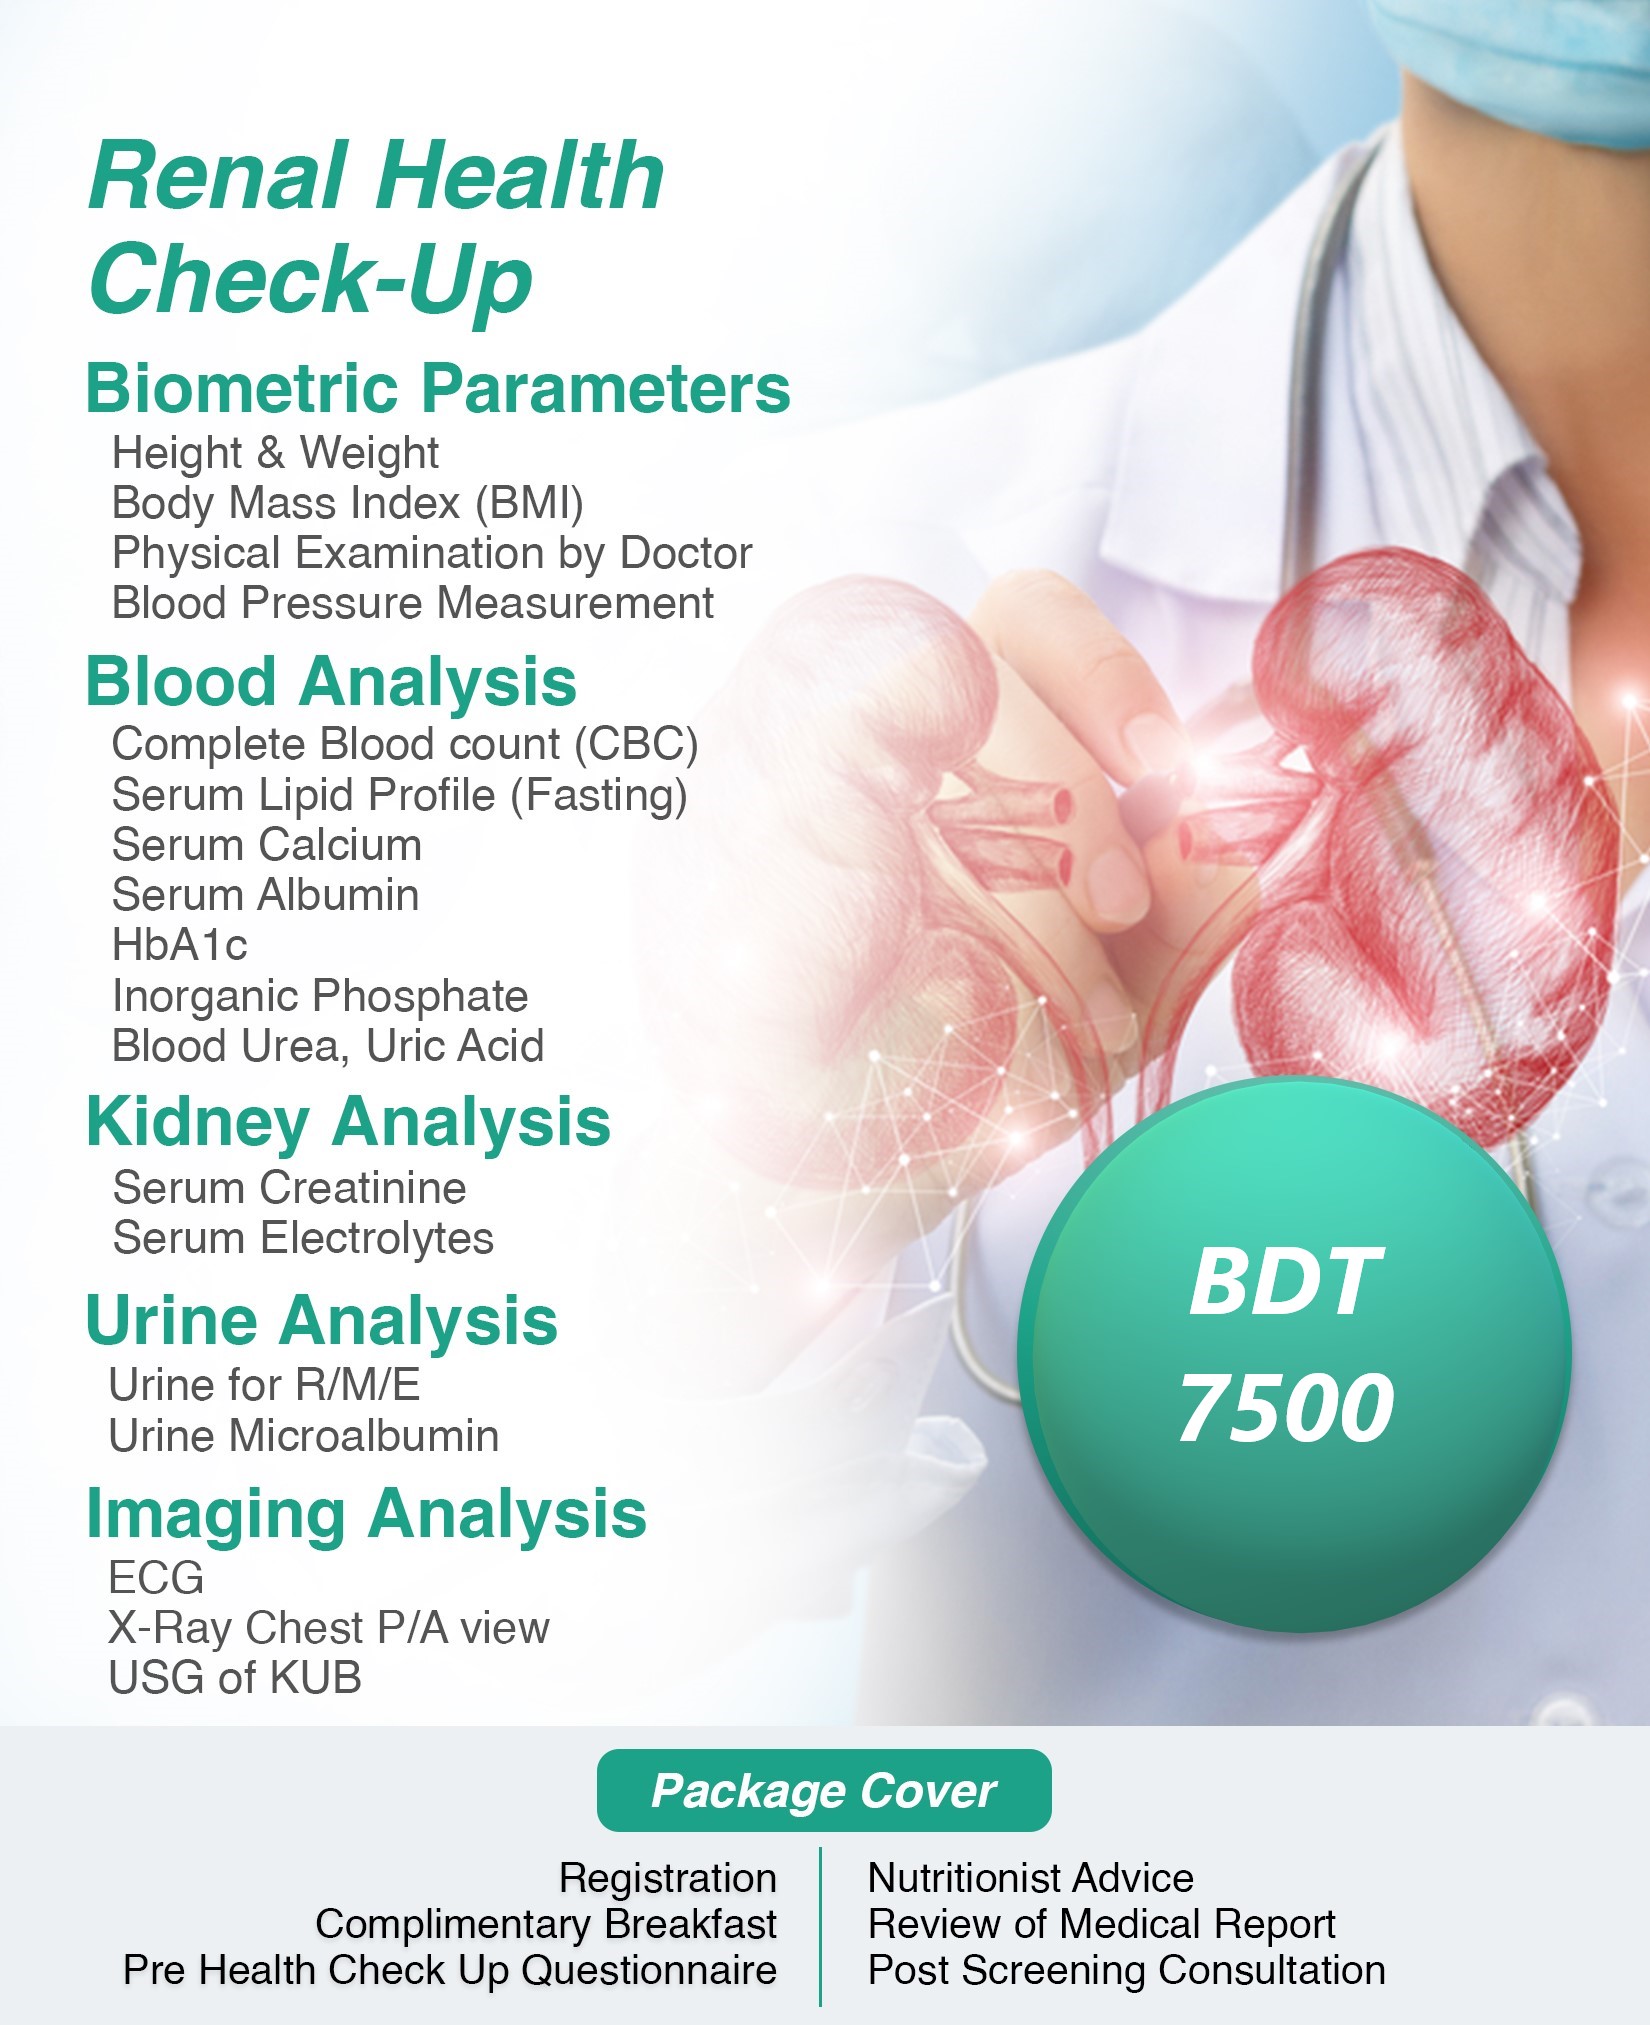 Renal Health
Check-Up
Biometric Parameters
Height & Weight
Body Mass Index (BMI)
Physical Examination by Doctor
Blood Pressure Measurement
Blood Analysis
Complete Blood count (CBC)
Serum Lipid Profile (Fasting)
Serum Calcium
Serum Albumin
HbA1c
Inorganic Phosphate
Blood Urea, Uric Acid
Kidney Analysis
Serum Creatinine
Serum Electrolytes
Urine Analysis
Urine for R/M/E
Urine Microalbumin
Imaging Analysis
ECG
X-Ray Chest P/A view
USG of KUB
BDT
7500
Package Cover
Registration
Complimentary Breakfast
Pre Health Check Up Questionnaire
Nutritionist Advice
Review of Medical Report
Post Screening Consultation